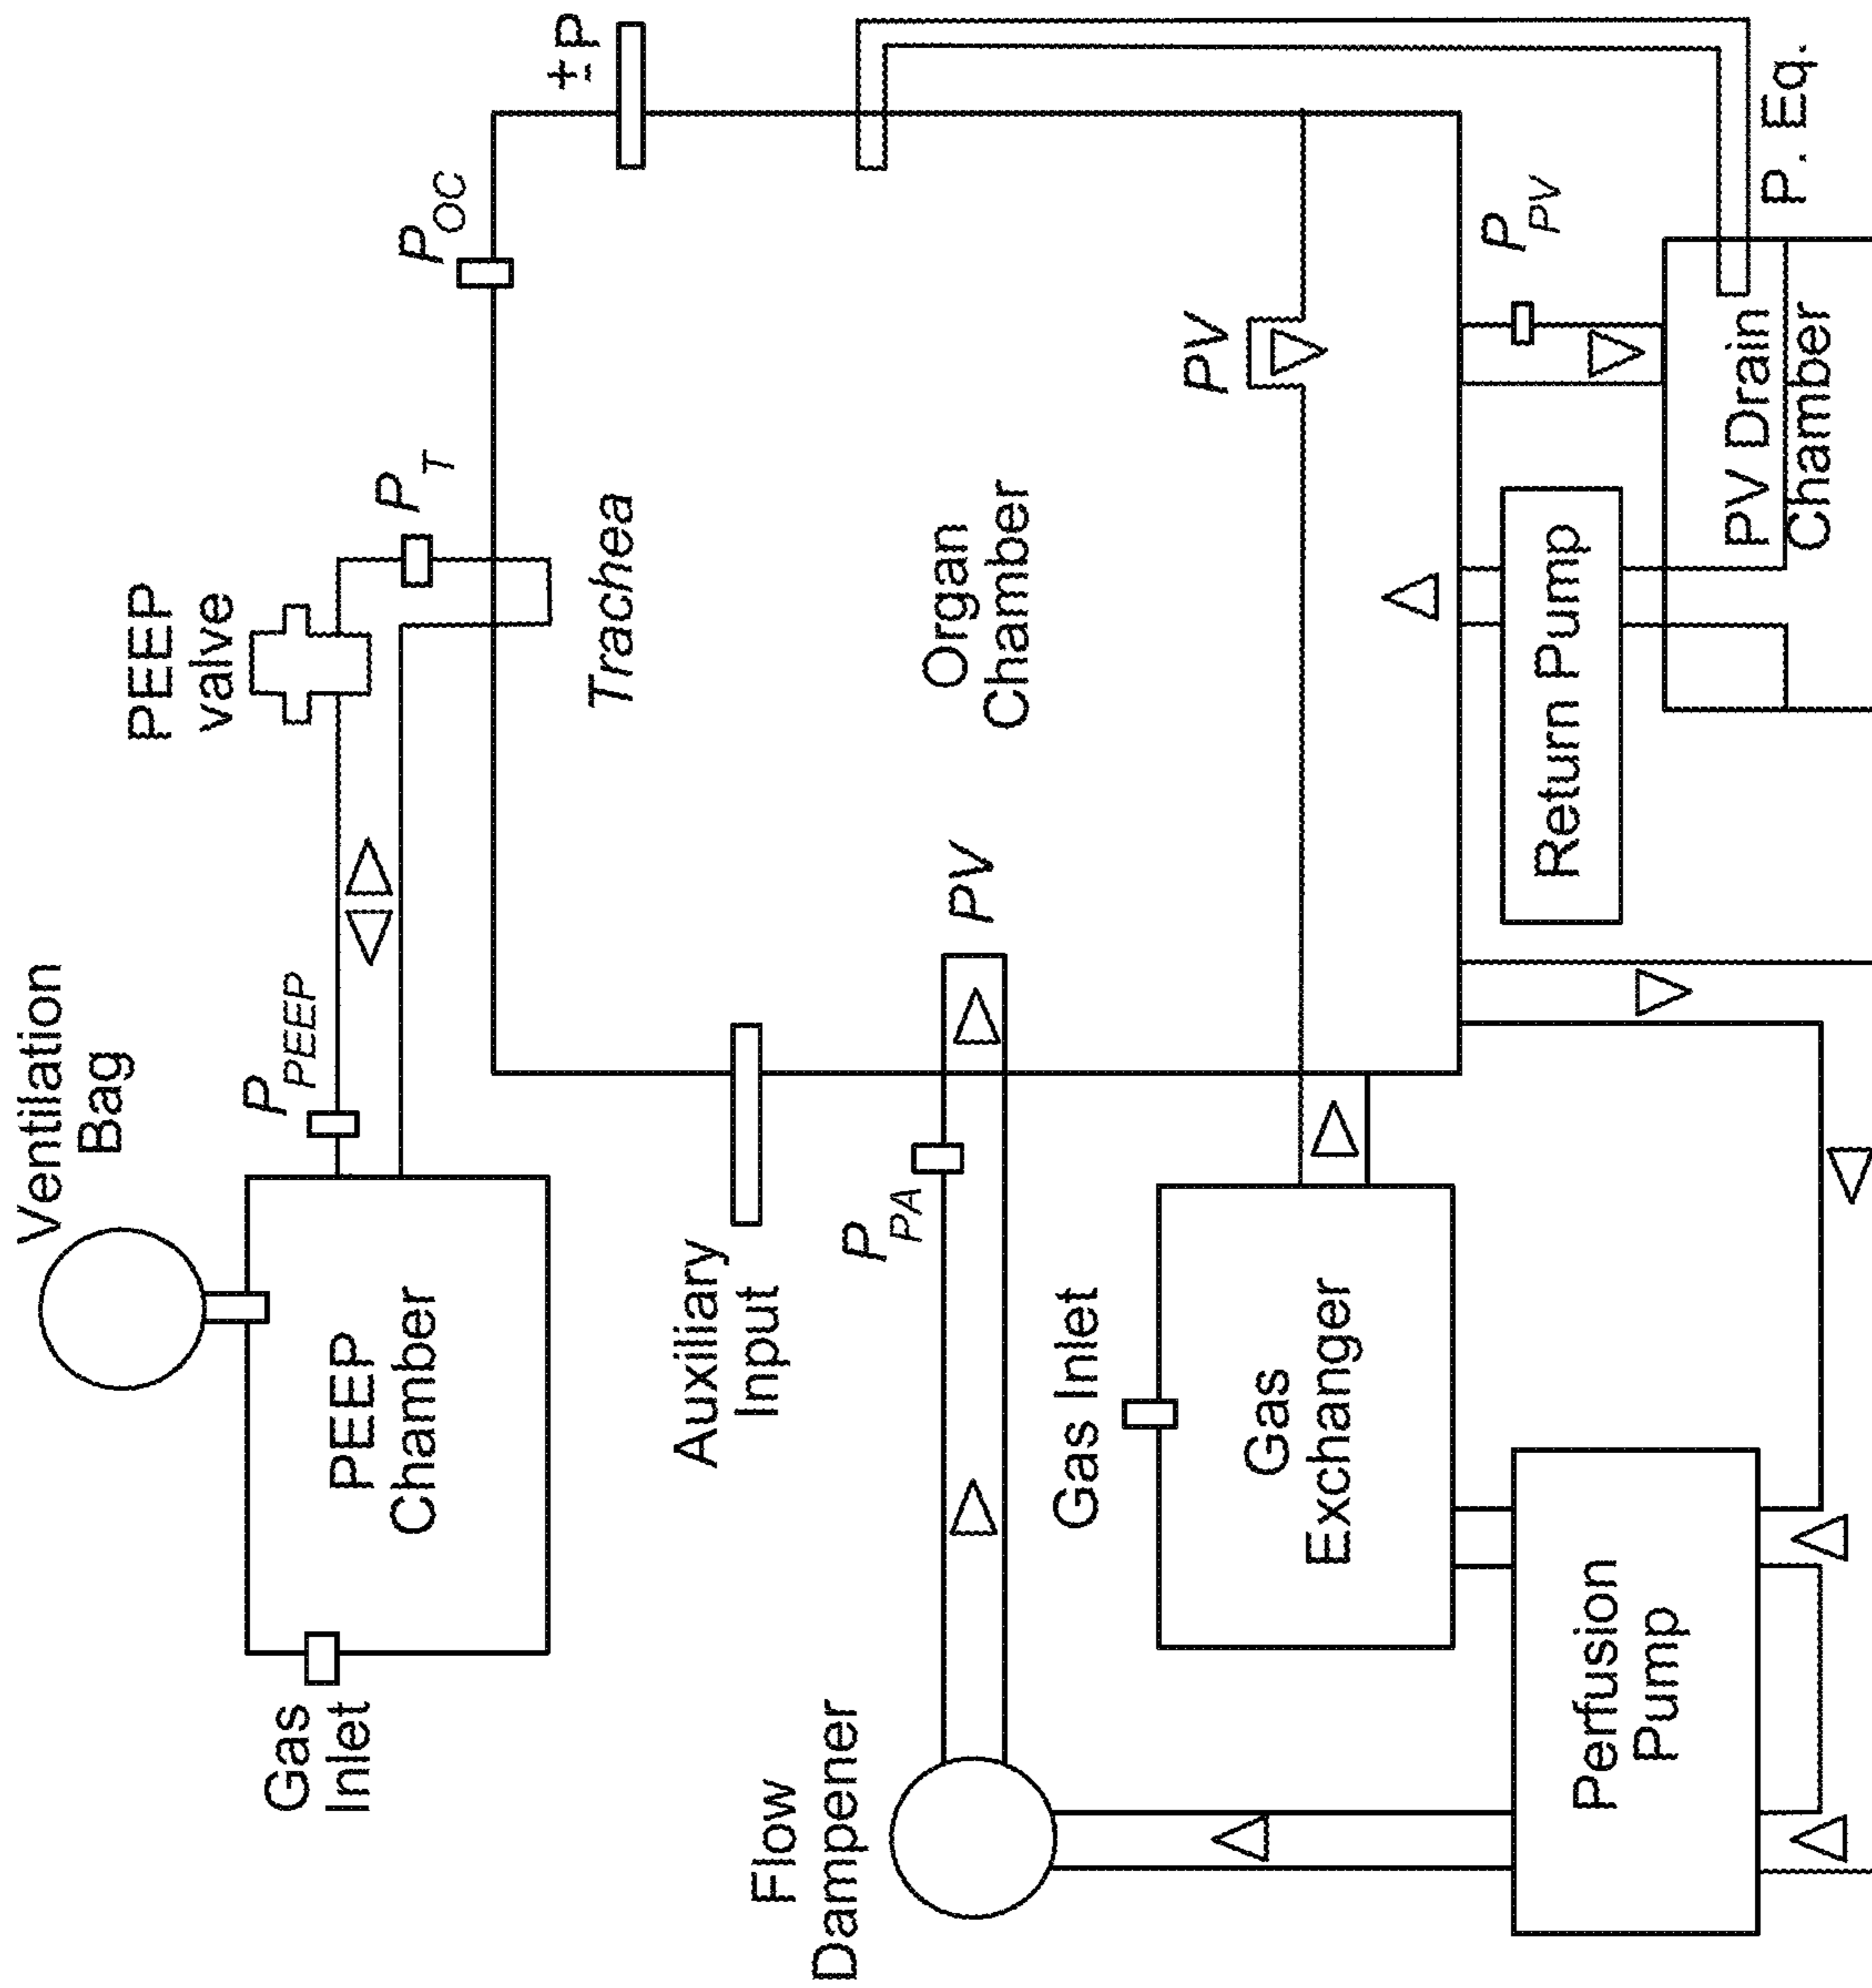 Ventilation
Bag
PEEP
valve
P PEEP
P T
P OC
± P
Gas
Inlet
PEEP
Chamber
Trachea
Auxiliary
Input
Flow
Dampener
P PA
PV
Organ
Chamber
Gas Inlet
Gas
Exchanger
PV
Perfusion
Pump
Return Pump
P PV
PV Drain
Chamber
P. Eq.